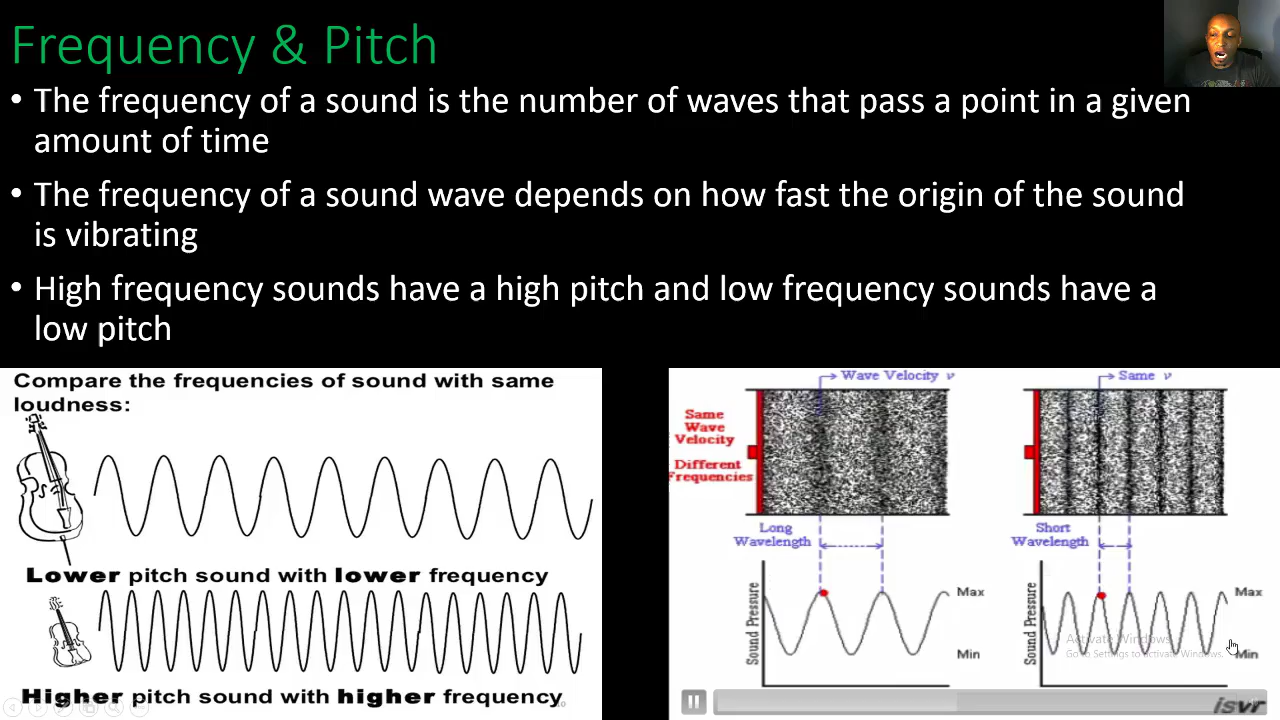 Frequency & Pitch
• The frequency of a sound is the number of waves that pass a point in a given
amount of time
• The frequency of a sound wave depends on how fast the origin of the sound
is vibrating
• High frequency sounds have a high pitch and low frequency sounds have a
low pitch
Compare the frequencies of sound with same
loudness:
Lower pitch sound with lower frequency
Higher pitch sound with higher frequency
Wave Velocity ν
Same ν
Same
Wave
Velocity
Different
Frequencies
Long
Wavelength
Short
Wavelength
Sound Pressure
Max
Min
Sound Pressure
Max
Min
Activate Windows
Go to Settings to activate Windows.
isvr